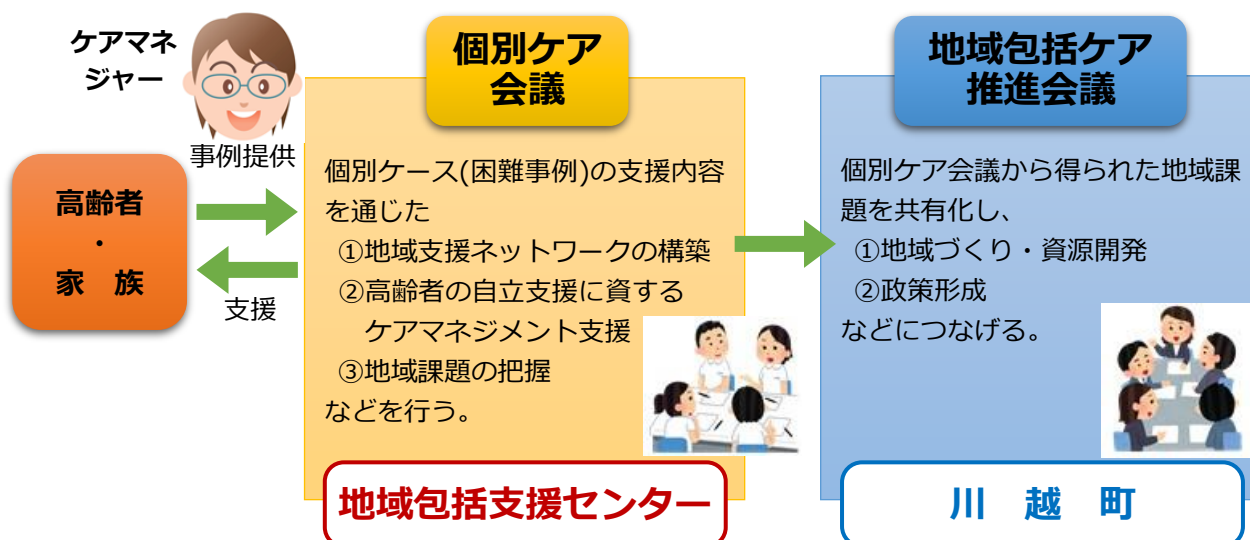 ケアマネ
ジャー
事例提供
高齢者
・
家　族
支援
個別ケア
会議
個別ケース(困難事例)の支援内容
を通じた
①地域支援ネットワークの構築
②高齢者の自立支援に資する
ケアマネジメント支援
③地域課題の把握
などを行う。
地域包括支援センター
地域包括ケア
推進会議
個別ケア会議から得られた地域課
題を共有化し、
①地域づくり・資源開発
②政策形成
などにつなげる。
川　越　町